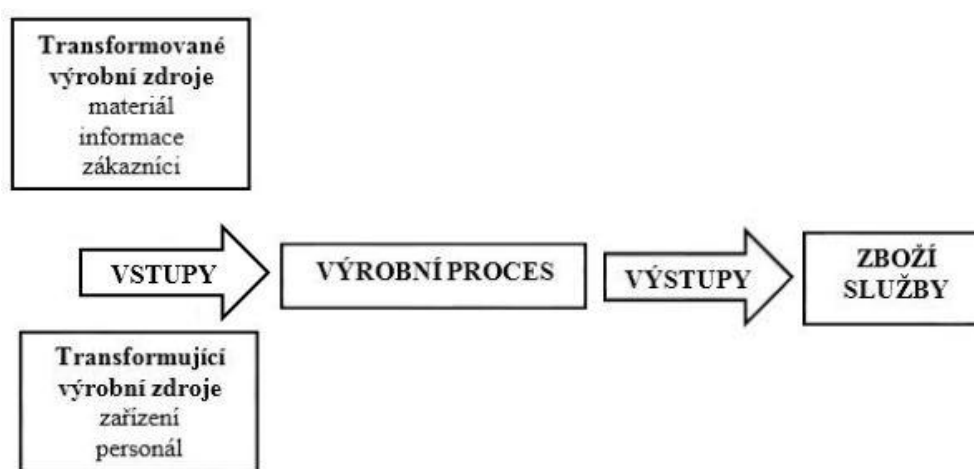 Transformované
výrobní zdroje
materiál
informace
zákazníci
VSTUPY
VÝROBNÍ PROCES
VÝSTUPY
ZBOŽÍ
SLUŽBY
Transformující
výrobní zdroje
zařízení
personál